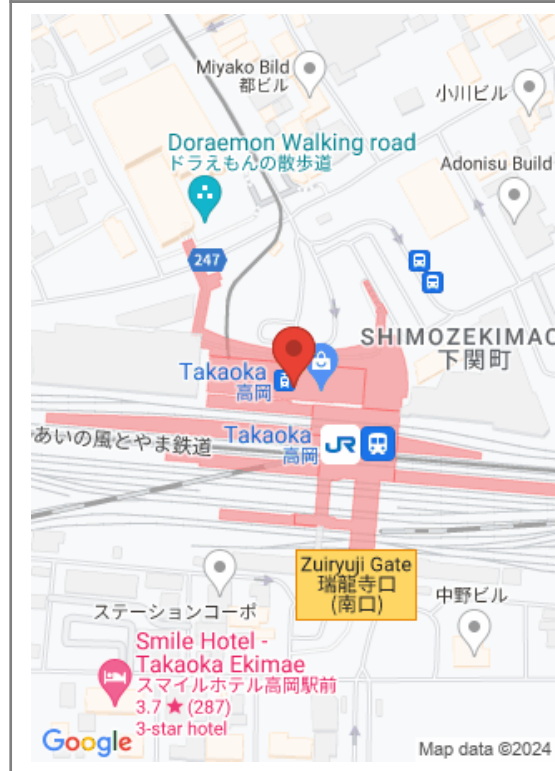 Miyako Bild
都ビル
小川ビル
Doraemon Walking road
ドラえもんの散歩道
Adonisu Build
247
SHIMOZEKIMAC
下関町
Takaoka
高岡
Takaoka
高岡
JR
あいの風とやま鉄道
Zuiryuji Gate
瑞龍寺口
(南口)
ステーションコーポ
中野ビル
Smile Hotel -
Takaoka Ekimae
スマイルホテル高岡駅前
3.7 ★ (287)
3-star hotel
Google
Map data ©2024